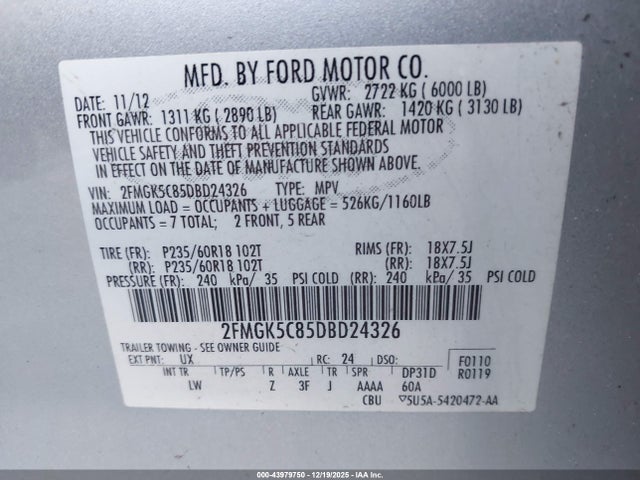 MFD. BY FORD MOTOR CO.
DATE: 11/12 GVWR: 2722 KG ( 6000 LB)
FRONT GAWR: 1311 KG ( 2890 LB) REAR GAWR: 1420 KG ( 3130 LB)
THIS VEHICLE CONFORMS TO ALL APPLICABLE FEDERAL MOTOR
VEHICLE SAFETY AND THEFT PREVENTION STANDARDS
IN EFFECT ON THE DATE OF MANUFACTURE SHOWN ABOVE.
VIN: 2FMGK5C85DBD24326 TYPE: MPV
MAXIMUM LOAD = OCCUPANTS + LUGGAGE = 526KG/1160LB
OCCUPANTS = 7 TOTAL; 2 FRONT, 5 REAR
TIRE (FR): P235/60R18 102T RIMS (FR): 18X7.5J
(RR): P235/60R18 102T (RR): 18X7.5J
PRESSURE (FR): 240 kPa/ 35 PSI COLD (RR): 240 kPa/ 35 PSI COLD
2FMGK5C85DBD24326
TRAILER TOWING - SEE OWNER GUIDE
EXT PNT: UX RC: 24 DSO: F0110
INT TR TP/PS R AXLE TR SPR DP31D R0119
LW Z 3F J AAAA 60A
CBU ▽5U5A-5420472-AA
000-43979750 - 12/19/2025 - IAAI, Inc.